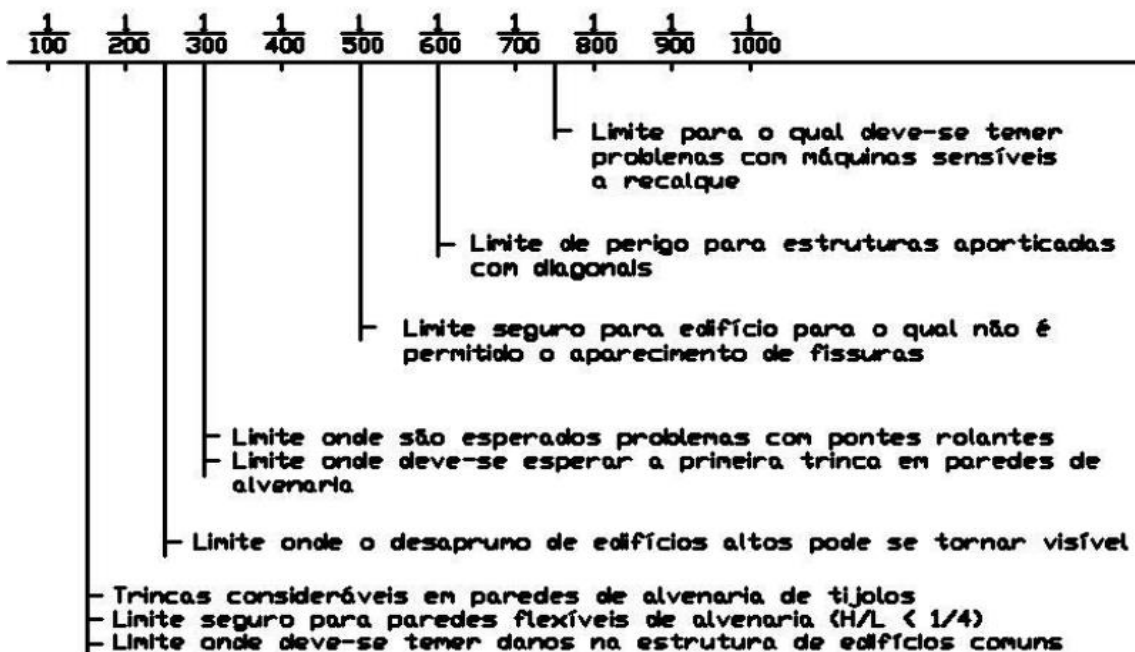 1/100 1/200 1/300 1/400 1/500 1/600 1/700 1/800 1/900 1/1000
Limite para o qual deve-se temer
problemas com máquinas sensíveis
a recalque
Limite de perigo para estruturas aporticadas
com diagonais
Limite seguro para edifício para o qual não é
permitido o aparecimento de fissuras
Limite onde são esperados problemas com pontes rolantes
Limite onde deve-se esperar a primeira trinca em paredes de
alvenaria
Limite onde o desaprumo de edifícios altos pode se tornar visível
Trincas consideráveis em paredes de alvenaria de tijolos
Limite seguro para paredes flexíveis de alvenaria (H/L < 1/4)
Limite onde deve-se temer danos na estrutura de edifícios comuns